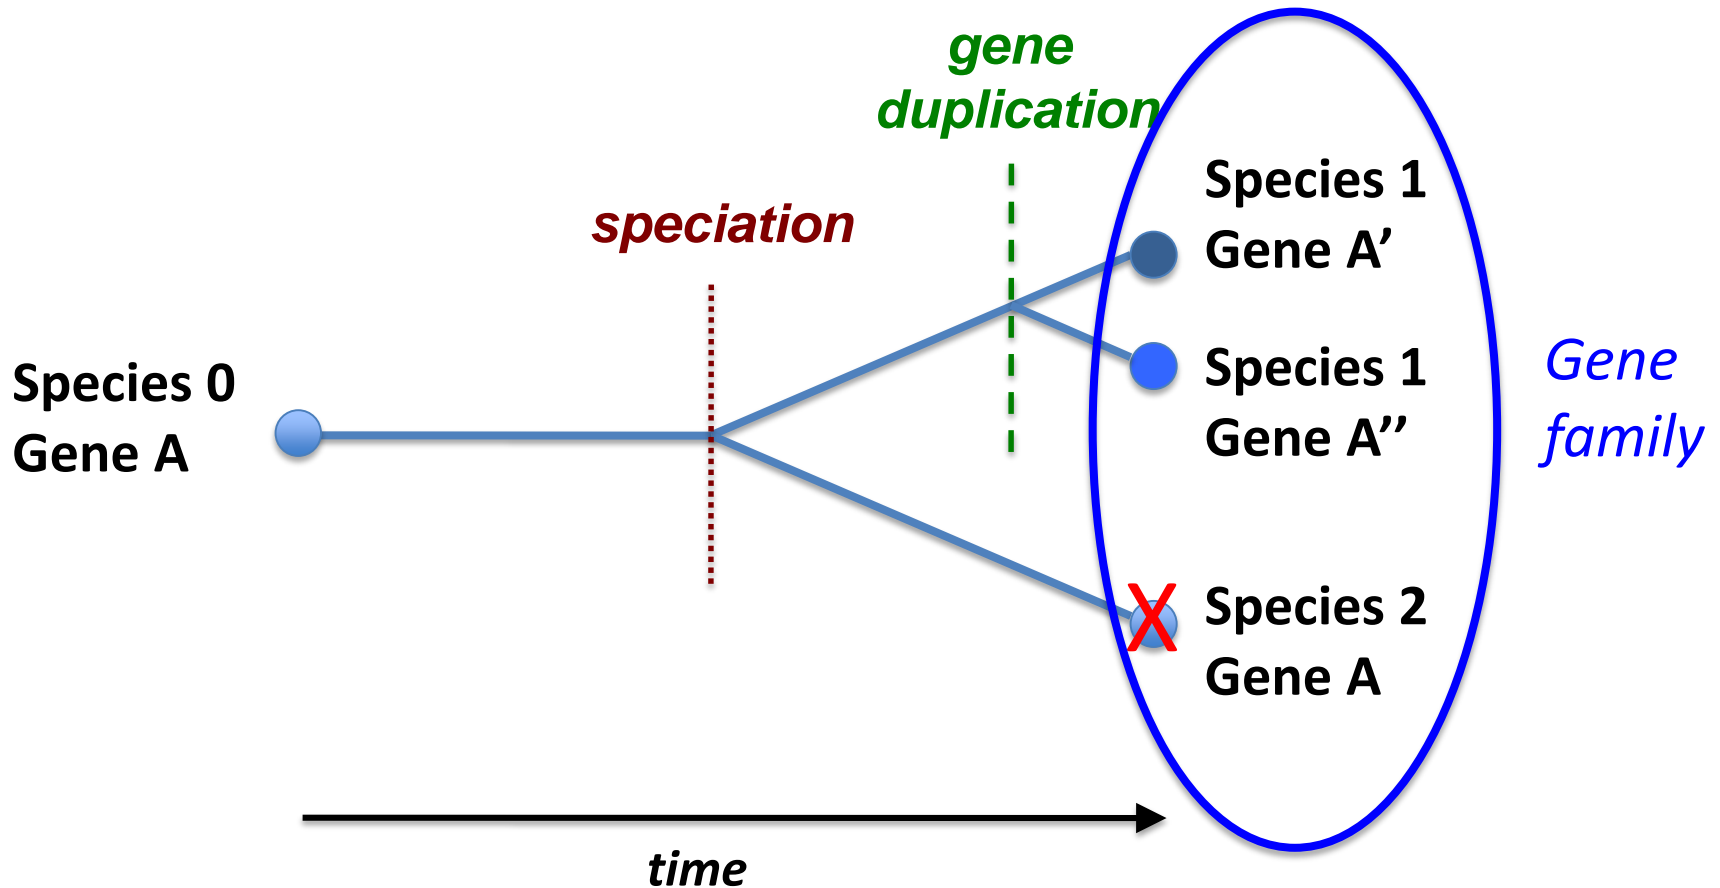 gene
duplication
speciation
Species 1
Gene A’
Species 0
Gene A
Species 1
Gene A’’
Gene
family
X
Species 2
Gene A
time